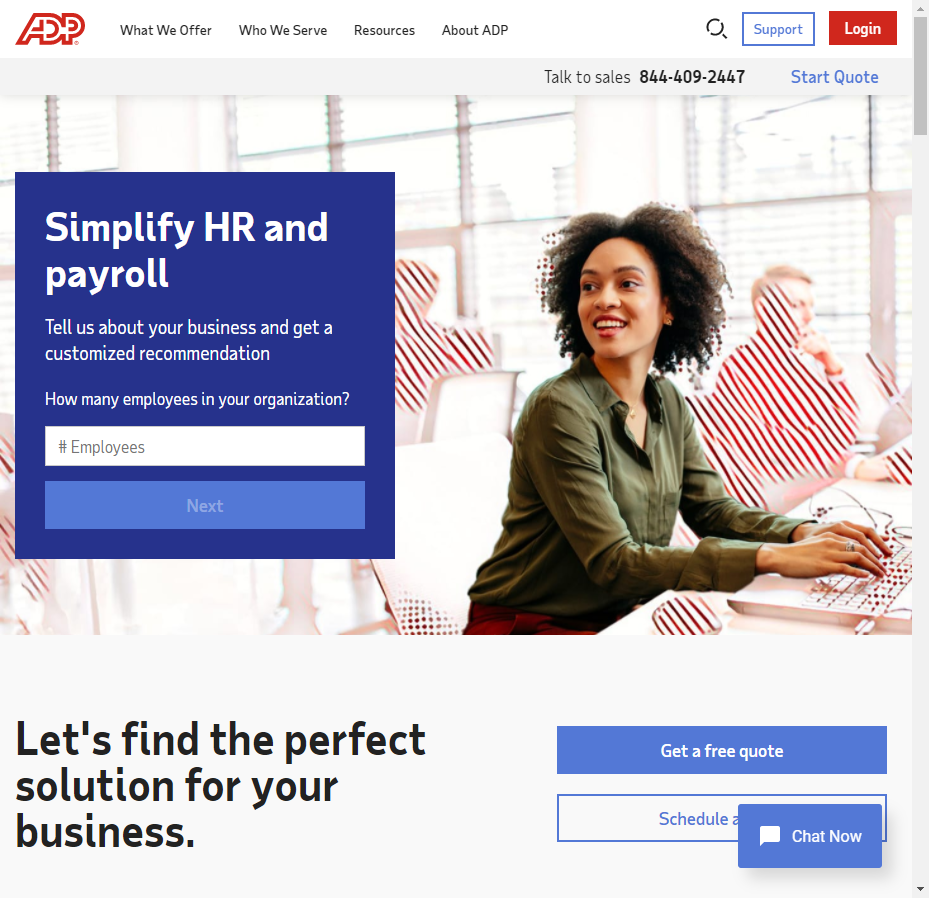 ADP
What We Offer
Who We Serve
Resources
About ADP
Support
Login
Talk to sales 844-409-2447
Start Quote
Simplify HR and
payroll
Tell us about your business and get a
customized recommendation
How many employees in your organization?
# Employees
Next
Let's find the perfect
solution for your
business.
Get a free quote
Schedule a
Chat Now